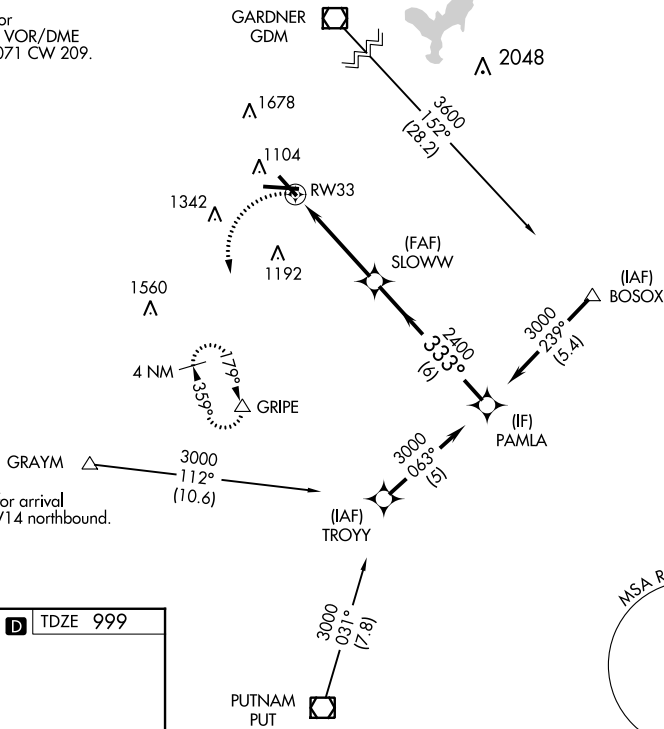 or
VOR/DME
071 CW 209.
GARDNER
GDM
2048
3600
152°
(28.2)
1678
1104
RW33
1342
1192
(FAF)
SLOWW
(IAF)
BOSOX
1560
3000
239°
(5.4)
2400
333°
(6)
4 NM
179°
359°
GRIPE
(IF)
PAMLA
GRAYM
3000
112°
(10.6)
3000
063°
(5)
or arrival
V14 northbound.
(IAF)
TROYY
MSA R
D TDZE 999
3000
031°
(7.8)
PUTNAM
PUT